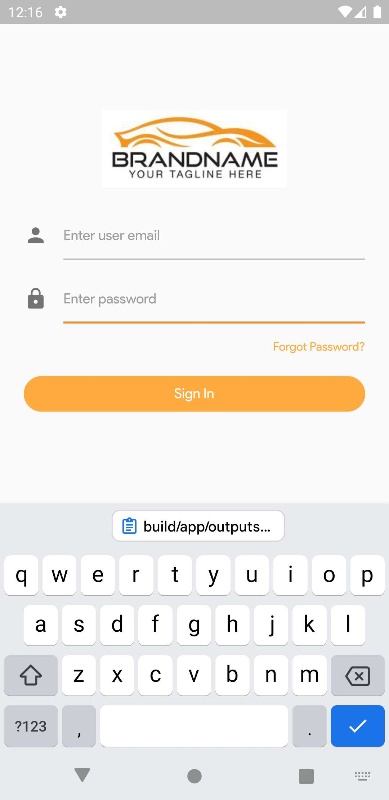 12:16
BRANDNAME
YOUR TAGLINE HERE
Enter user email
Enter password
Forgot Password?
Sign In
build/app/outputs...
q w e r t y u i o p
a s d f g h j k l
z x c v b n m
?123 , .